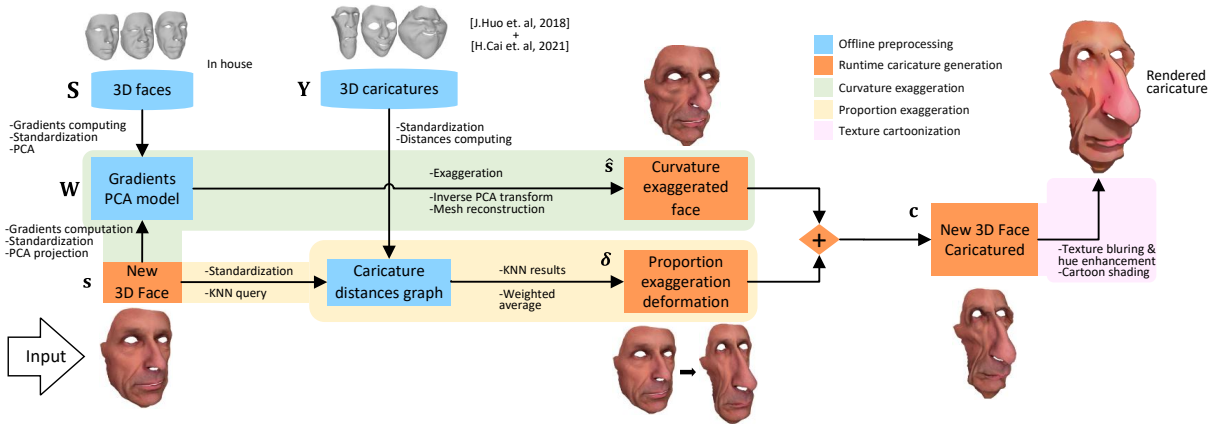 [J.Huo et. al, 2018]
+
[H.Cai et. al, 2021]
In house
S
3D faces
Y
3D caricatures
Offline preprocessing
Runtime caricature generation
Curvature exaggeration
Proportion exaggeration
Texture cartoonization
Rendered
caricature
-Gradients computing
-Standardization
-PCA
-Standardization
-Distances computing
W
Gradients
PCA model
-Exaggeration
-Inverse PCA transform
-Mesh reconstruction
ŝ
Curvature
exaggerated
face
-Gradients computation
-Standardization
-PCA projection
+
c
New 3D Face
Caricatured
-Texture bluring &
hue enhancement
-Cartoon shading
s
New
3D Face
-Standardization
-KNN query
Caricature
distances graph
-KNN results
-Weighted
average
δ
Proportion
exaggeration
deformation
Input